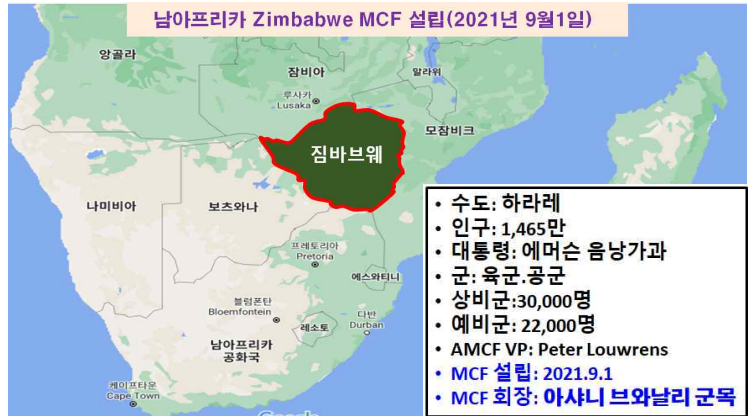 남아프리카 Zimbabwe MCF 설립(2021년 9월1일)
앙골라
잠비아
말라위
루사카
Lusaka
모잠비크
짐바브웨
나미비아
보츠와나
프레토리아
Pretoria
에스와티니
블럼폰탄
Bloemfontein
레소토
다반
Durban
남아프리카
공화국
케이프타운
Cape Town
• 수도: 하라레
• 인구: 1,465만
• 대통령: 에머슨 음낭가과
• 군: 육군.공군
• 상비군:30,000명
• 예비군: 22,000명
• AMCF VP: Peter Louwrens
• MCF 설립: 2021.9.1
• MCF 회장: 아샤니 브와날리 군목